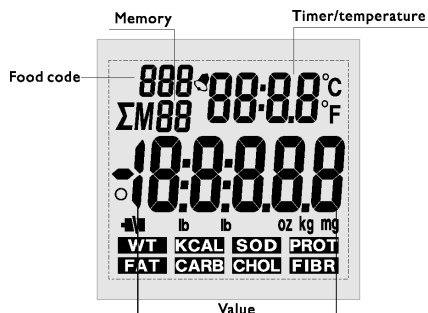 Memory
Timer/temperature
Food code
888 88:8.8 °C
ΣM88 °F
-18:8:8.8.8
lb lb oz kg mg
WT KCAL SOD PROT
FAT CARB CHOL FIBR
Value